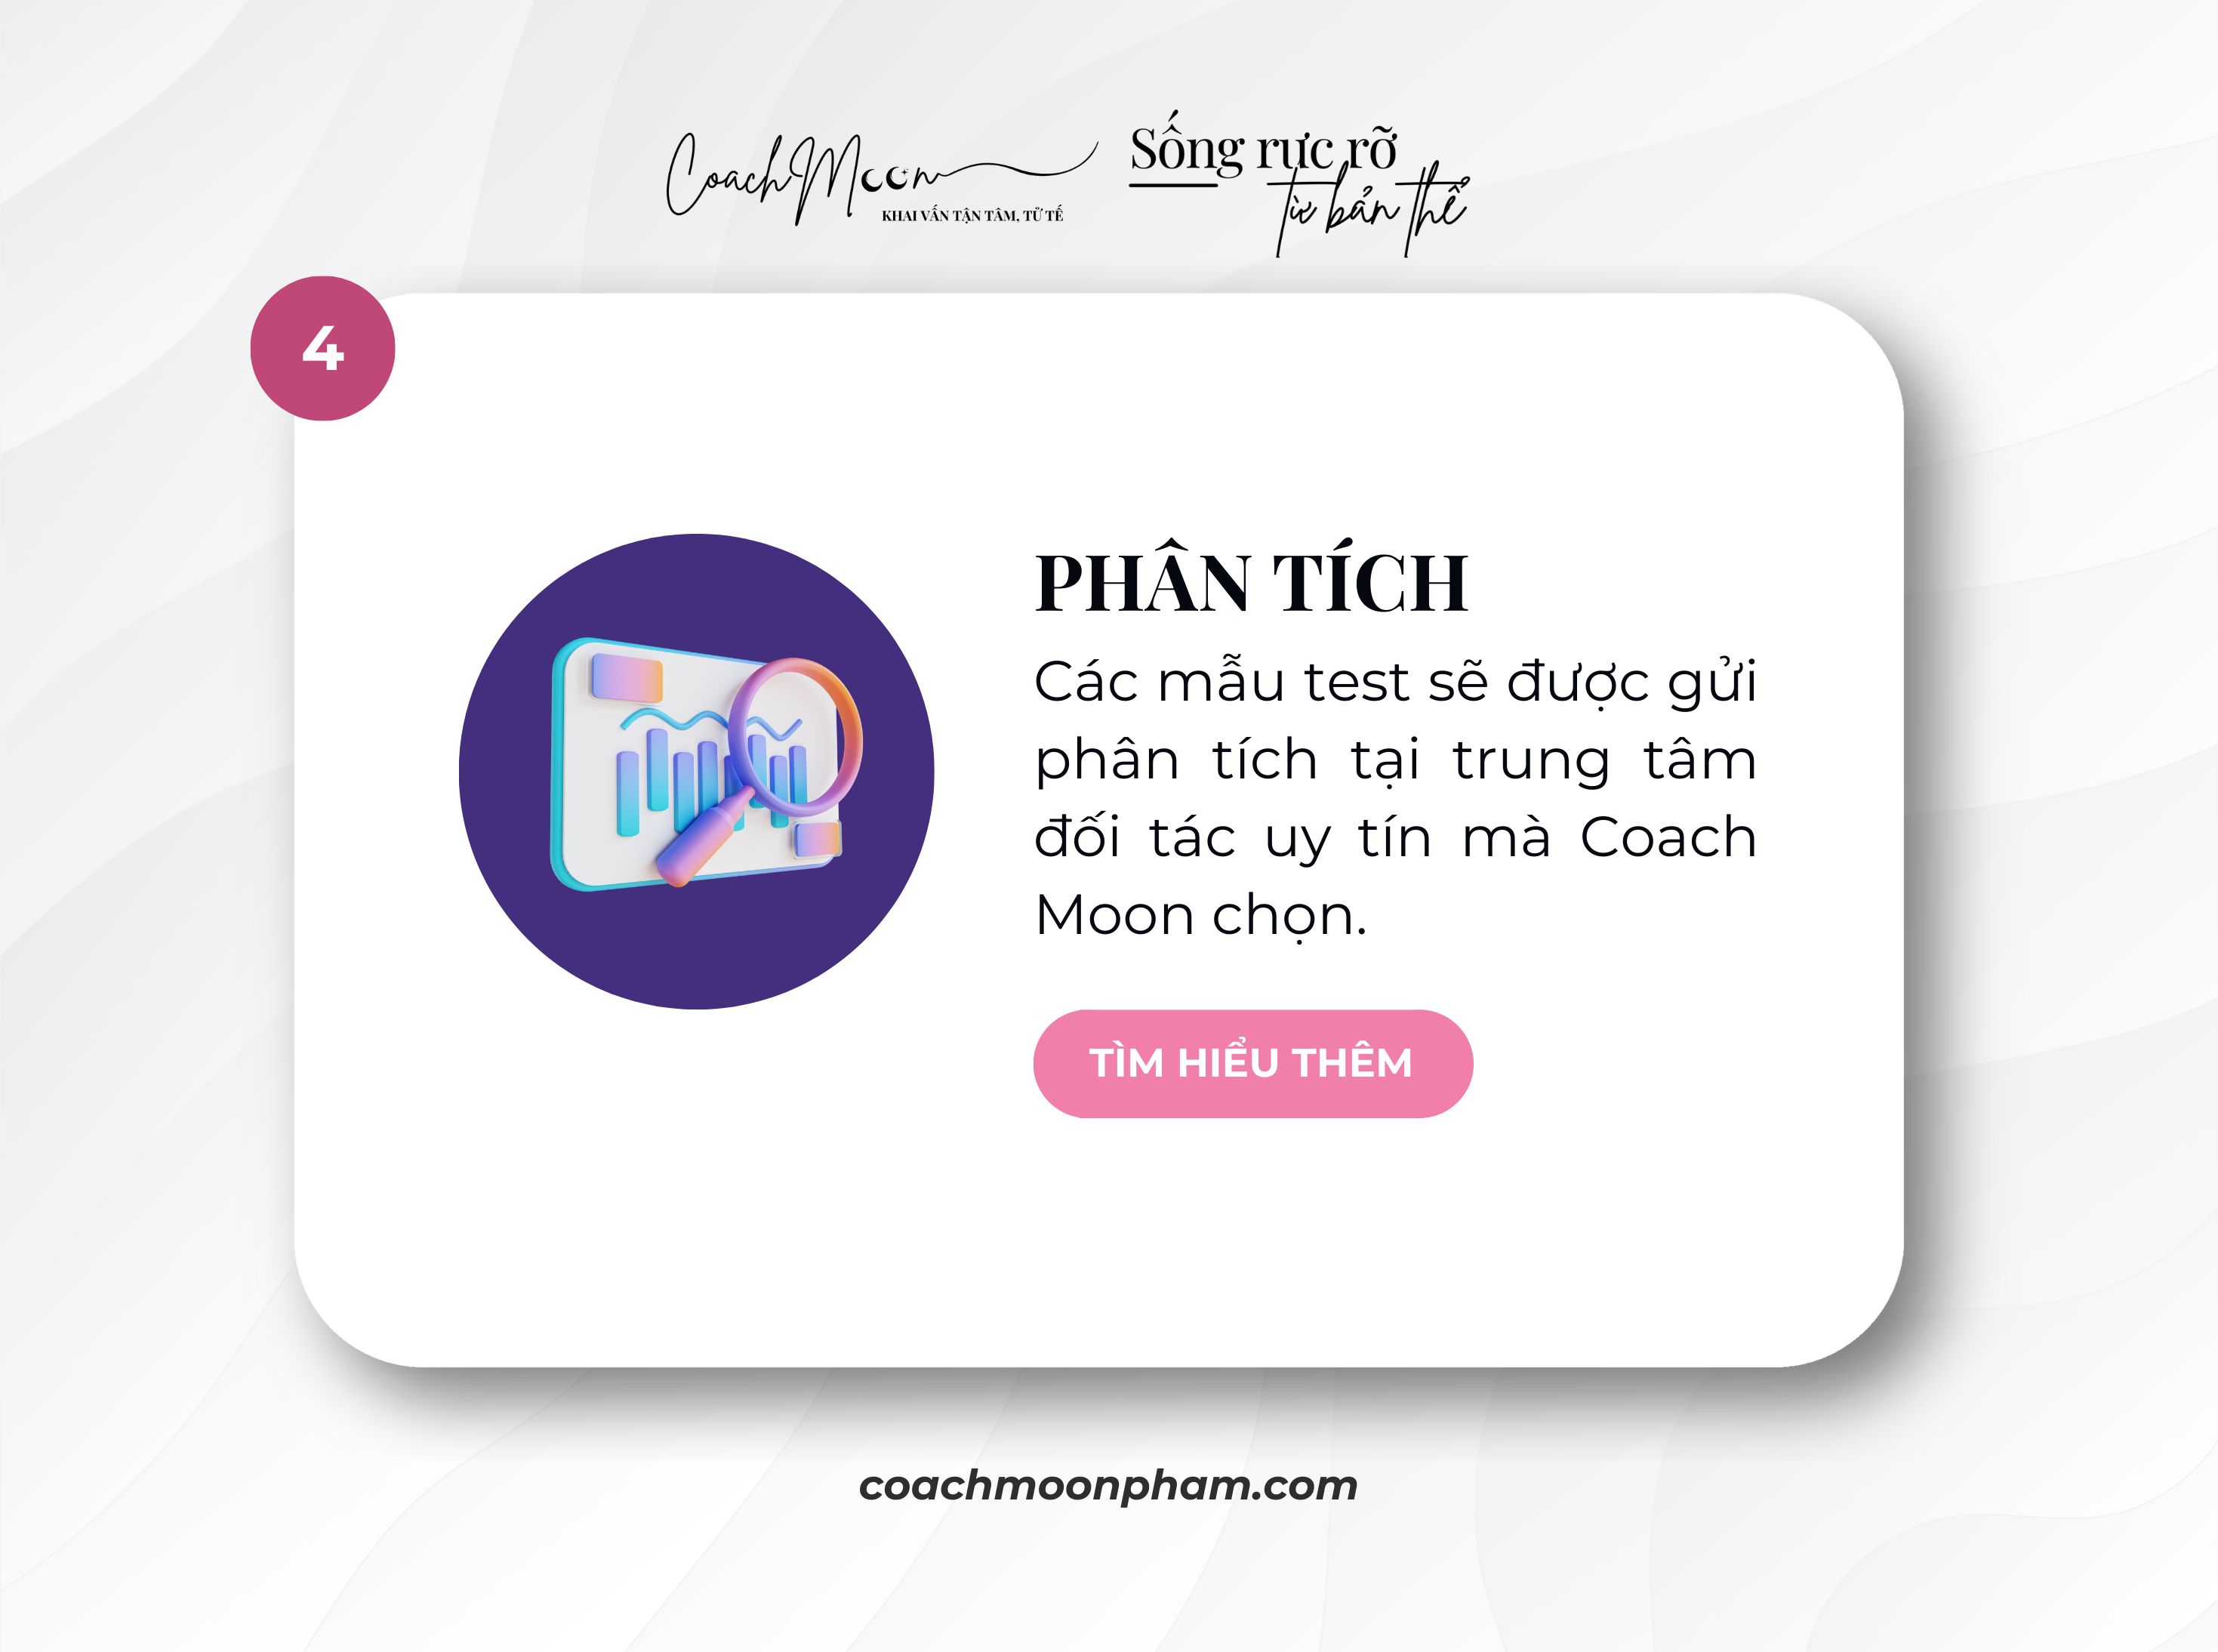 CoachMoon
KHAI VẤN TẬN TÂM, TỬ TẾ
Sống rực rỡ
từ bản thể
4
PHÂN TÍCH
Các mẫu test sẽ được gửi
phân tích tại trung tâm
đối tác uy tín mà Coach
Moon chọn.
TÌM HIỂU THÊM
coachmoonpham.com